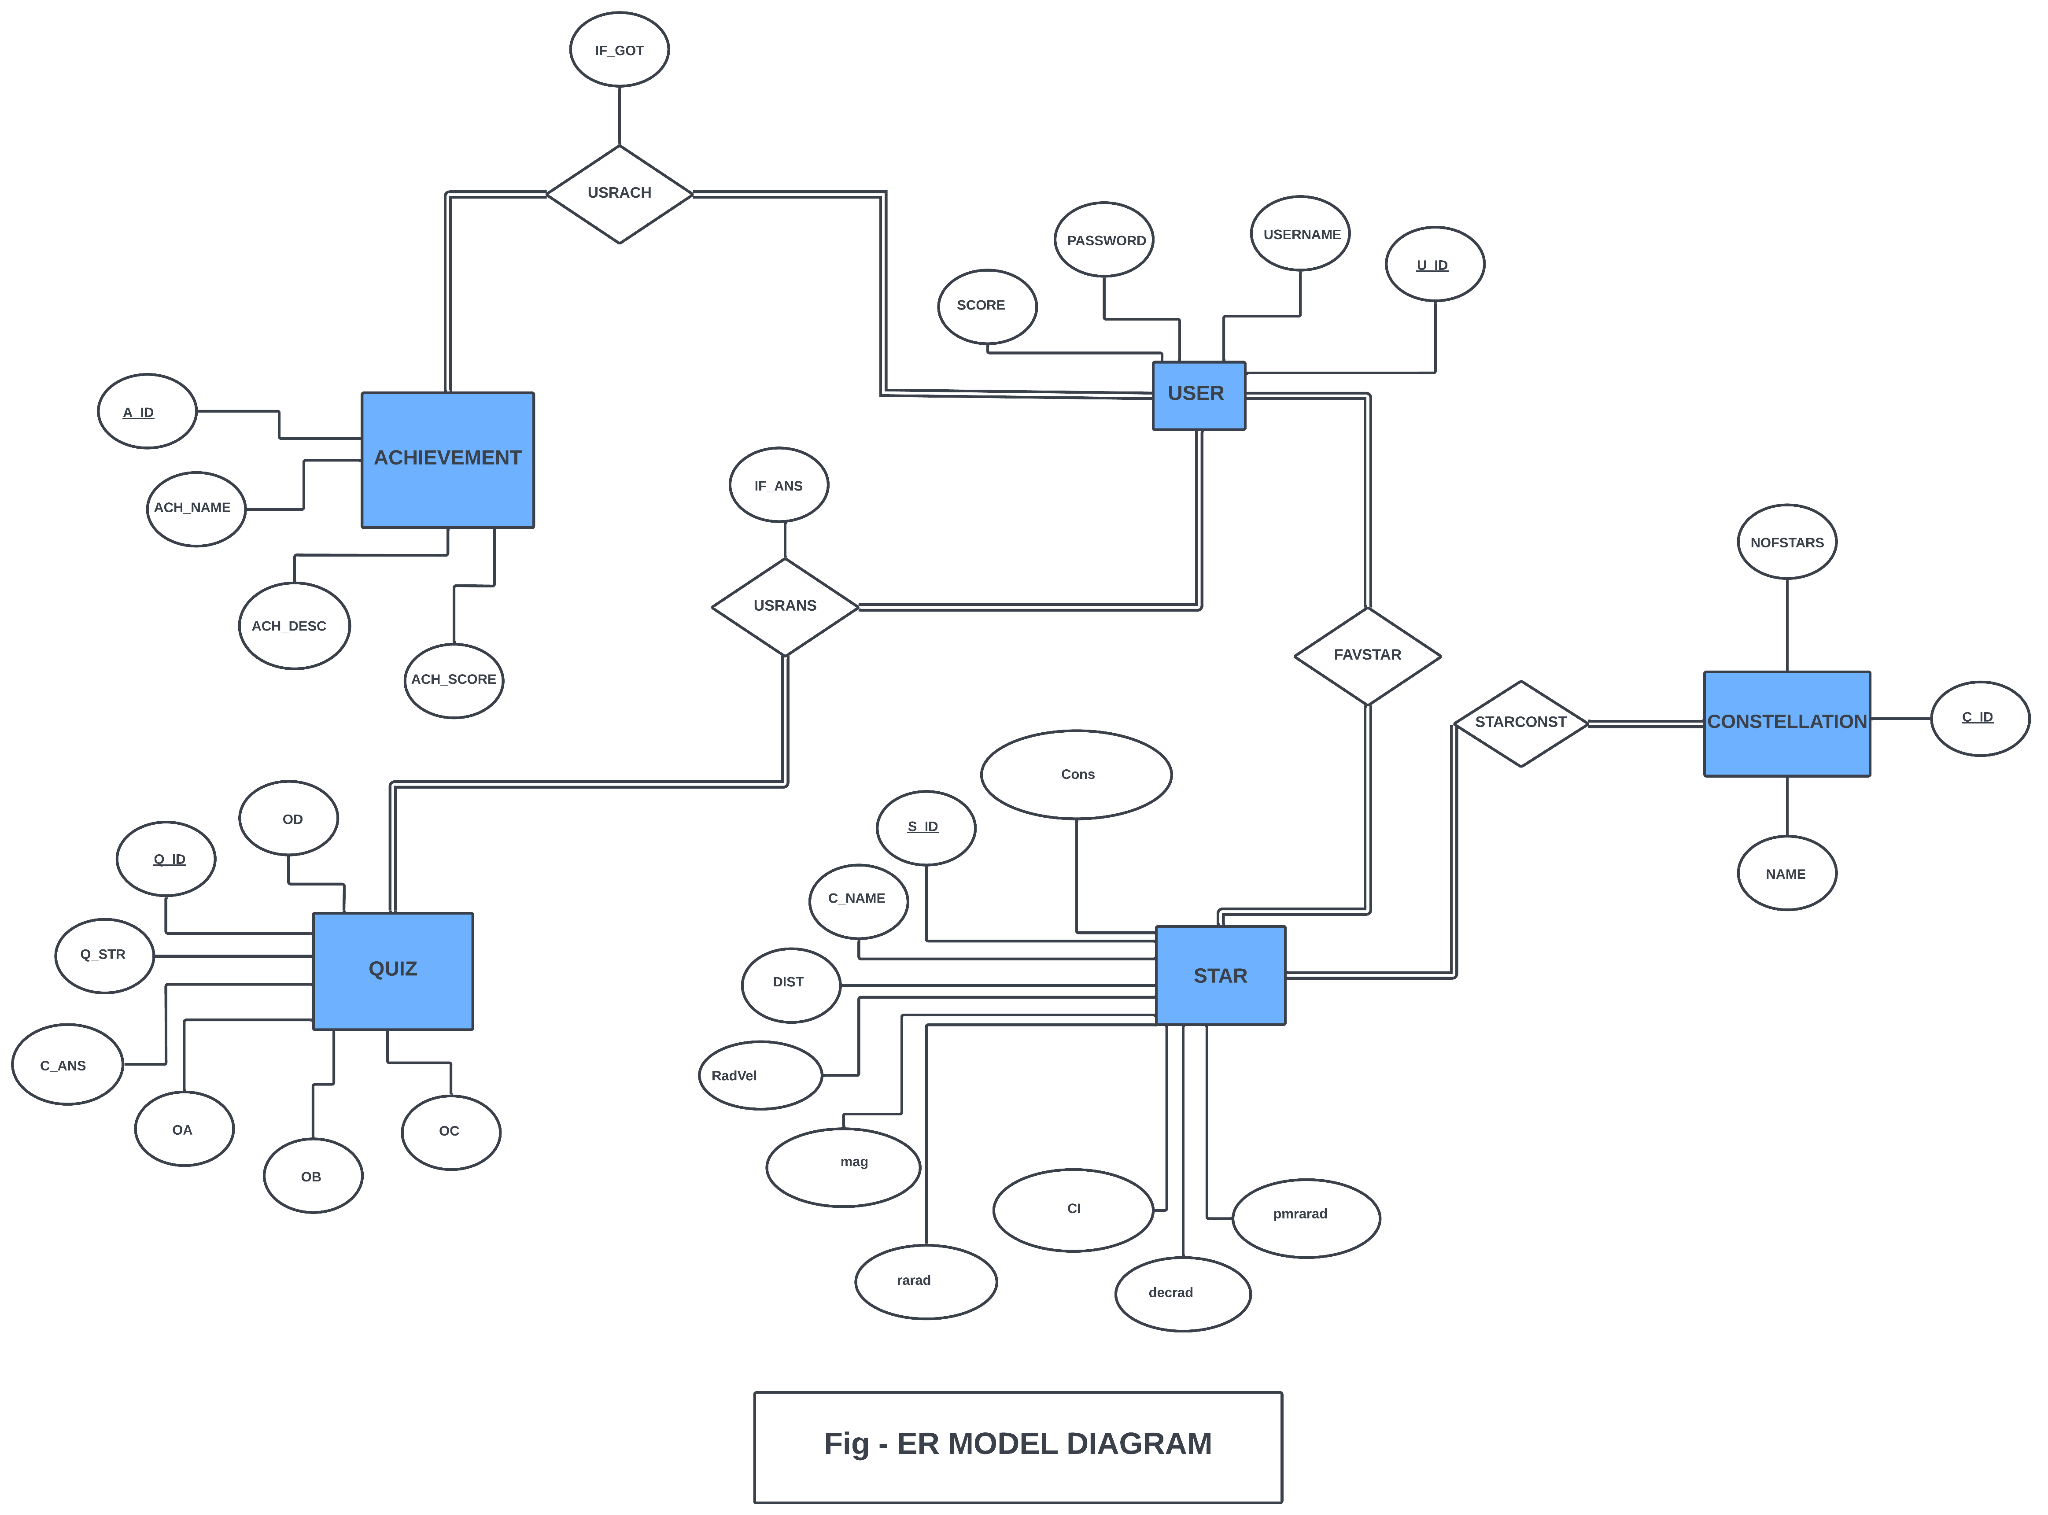 IF_GOT
USRACH
PASSWORD
USERNAME
U_ID
SCORE
USER
A_ID
ACHIEVEMENT
ACH_NAME
IF_ANS
NOFSTARS
USRANS
ACH_DESC
FAVSTAR
ACH_SCORE
STARCONST
CONSTELLATION
C_ID
Cons
OD
S_ID
Q_ID
NAME
C_NAME
Q_STR
QUIZ
DIST
STAR
C_ANS
RadVel
OA
OC
OB
mag
CI
pmrarad
rarad
decrad
Fig - ER MODEL DIAGRAM